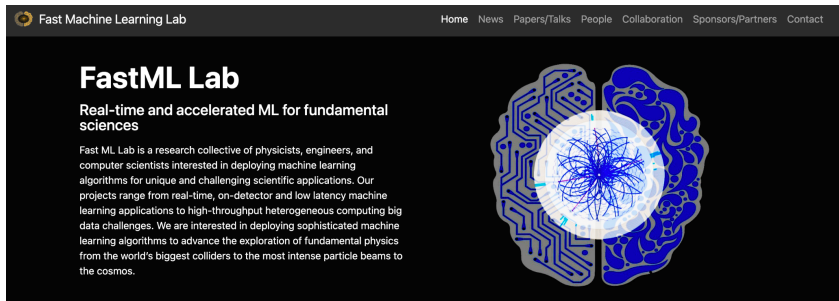 Fast Machine Learning Lab
Home News Papers/Talks People Collaboration Sponsors/Partners Contact
FastML Lab
Real-time and accelerated ML for fundamental
sciences
Fast ML Lab is a research collective of physicists, engineers, and
computer scientists interested in deploying machine learning
algorithms for unique and challenging scientific applications. Our
projects range from real-time, on-detector and low latency machine
learning applications to high-throughput heterogeneous computing big
data challenges. We are interested in deploying sophisticated machine
learning algorithms to advance the exploration of fundamental physics
from the world's biggest colliders to the most intense particle beams to
the cosmos.